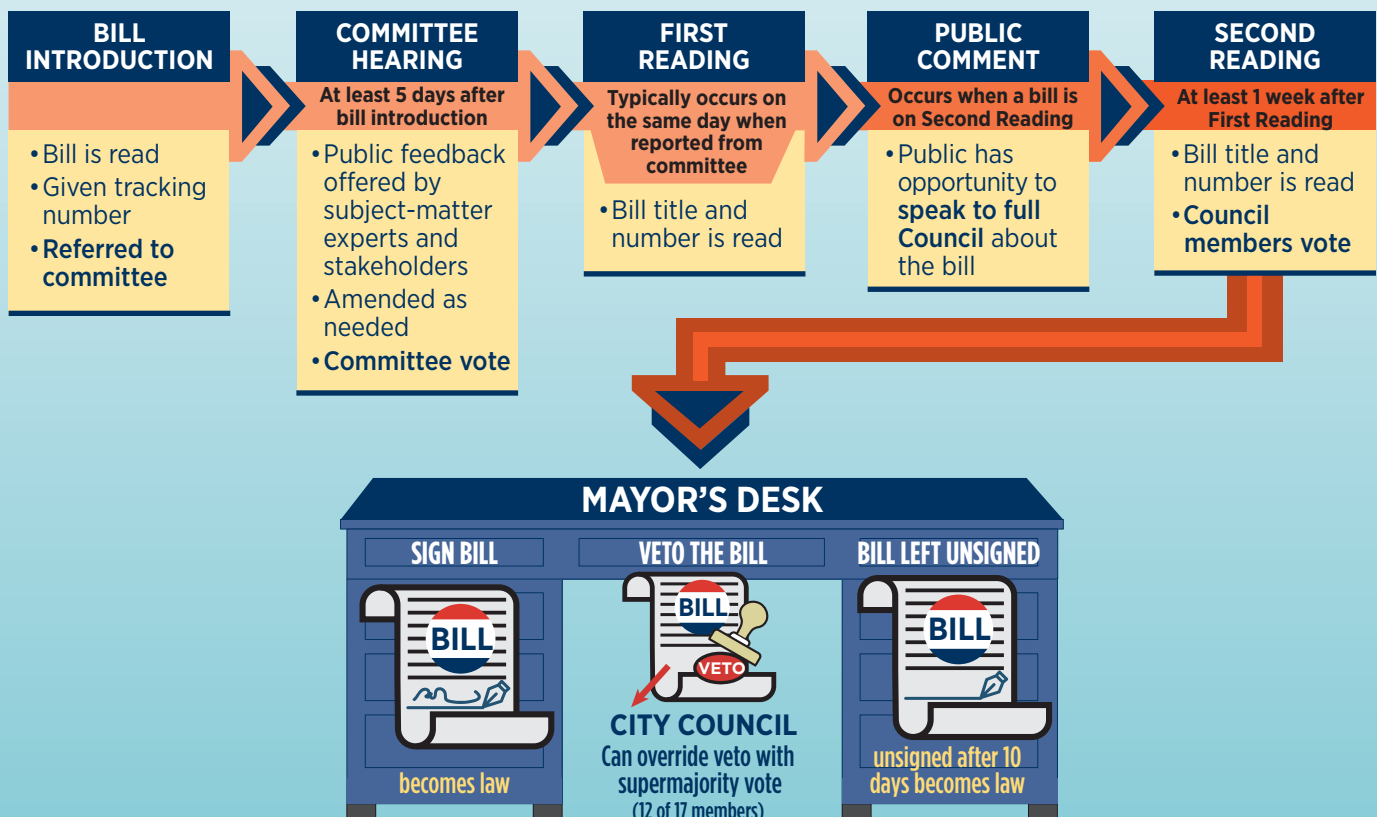 BILL
INTRODUCTION
• Bill is read
• Given tracking
number
• Referred to
committee
COMMITTEE
HEARING
At least 5 days after
bill introduction
• Public feedback
offered by
subject-matter
experts and
stakeholders
• Amended as
needed
• Committee vote
FIRST
READING
Typically occurs on
the same day when
reported from
committee
• Bill title and
number is read
PUBLIC
COMMENT
Occurs when a bill is
on Second Reading
• Public has
opportunity to
speak to full
Council about
the bill
SECOND
READING
At least 1 week after
First Reading
• Bill title and
number is read
• Council
members vote
MAYOR'S DESK
SIGN BILL
BILL
becomes law
VETO THE BILL
BILL
VETO
CITY COUNCIL
Can override veto with
supermajority vote
(12 of 17 members)
BILL LEFT UNSIGNED
BILL
unsigned after 10
days becomes law